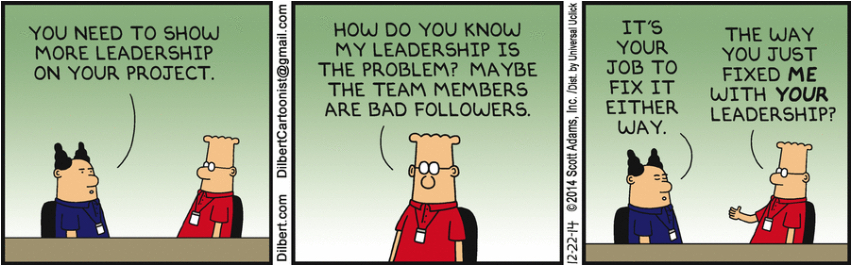 YOU NEED TO SHOW
MORE LEADERSHIP
ON YOUR PROJECT.
Dilbert.com DilbertCartoonist@gmail.com
HOW DO YOU KNOW
MY LEADERSHIP IS
THE PROBLEM? MAYBE
THE TEAM MEMBERS
ARE BAD FOLLOWERS.
12-22-14 ©2014 Scott Adams, Inc. /Dist. by Universal Uclick
IT'S
YOUR
JOB TO
FIX IT
EITHER
WAY.
THE WAY
YOU JUST
FIXED ME
WITH YOUR
LEADERSHIP?